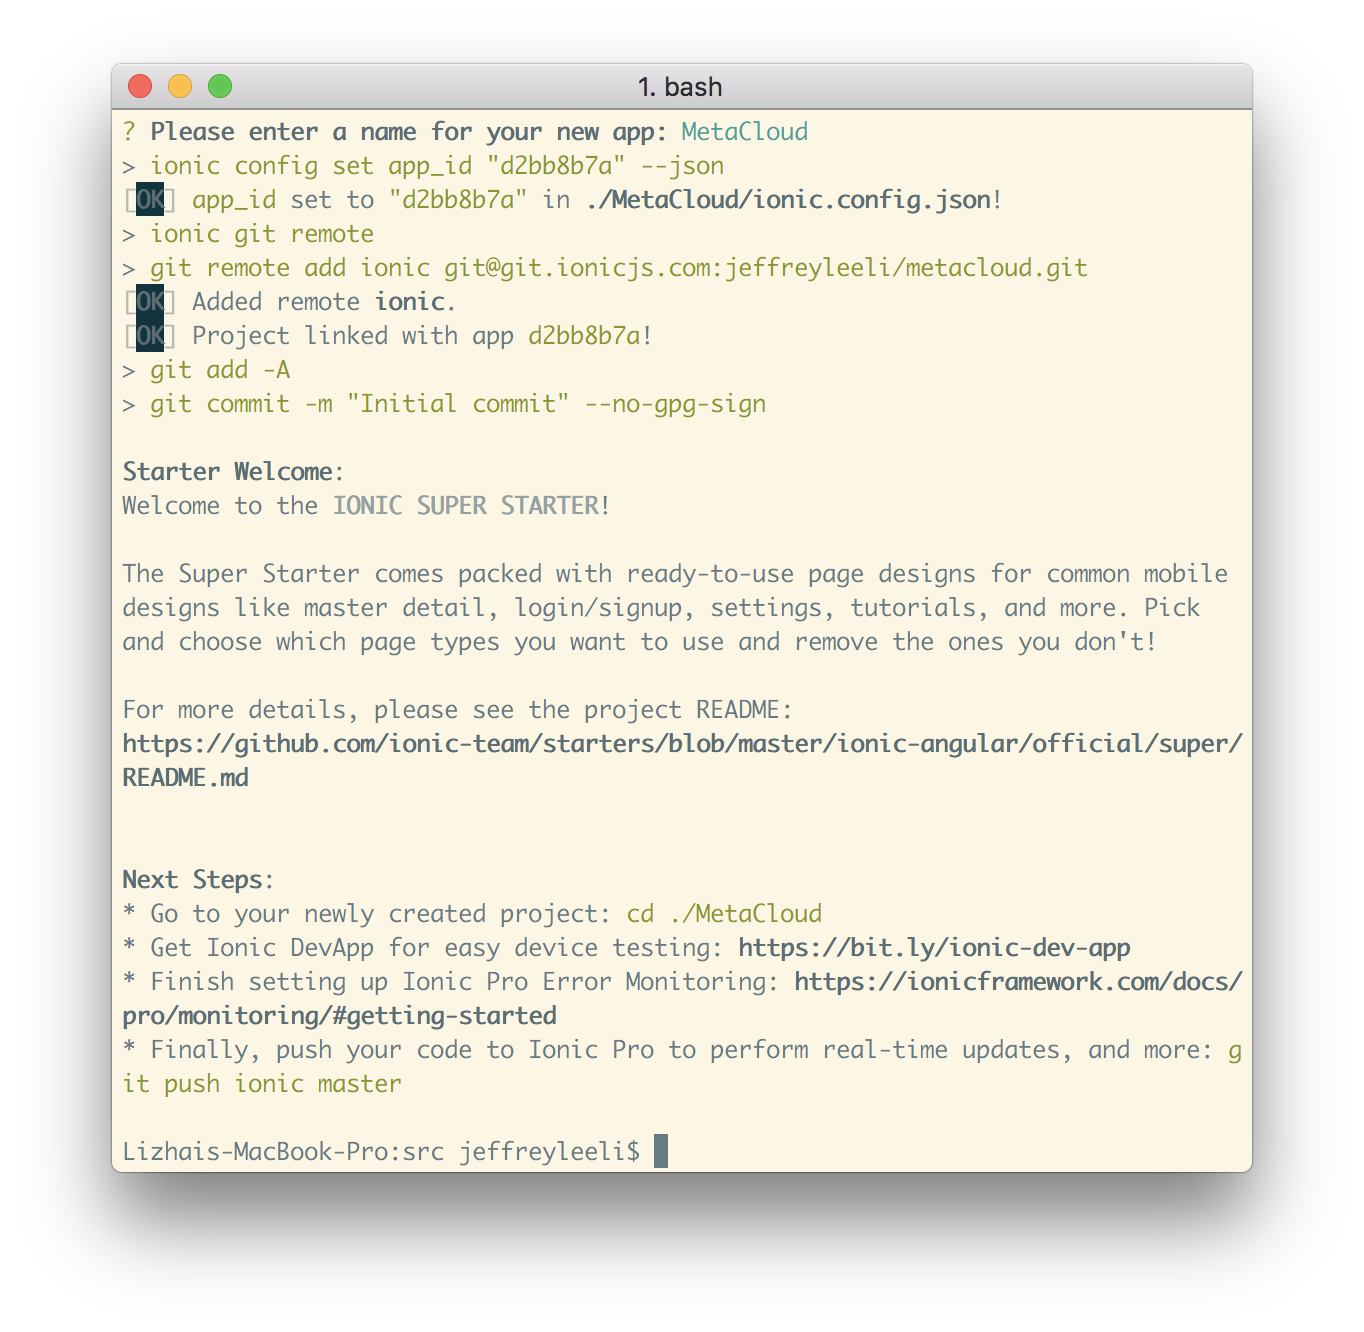 1. bash
? Please enter a name for your new app: MetaCloud
> ionic config set app_id "d2bb8b7a" --json
[OK] app_id set to "d2bb8b7a" in ./MetaCloud/ionic.config.json!
> ionic git remote
> git remote add ionic git@git.ionicjs.com:jeffreyleeli/metacloud.git
[OK] Added remote ionic.
[OK] Project linked with app d2bb8b7a!
> git add -A
> git commit -m "Initial commit" --no-gpg-sign
Starter Welcome:
Welcome to the IONIC SUPER STARTER!
The Super Starter comes packed with ready-to-use page designs for common mobile
designs like master detail, login/signup, settings, tutorials, and more. Pick
and choose which page types you want to use and remove the ones you don't!
For more details, please see the project README:
https://github.com/ionic-team/starters/blob/master/ionic-angular/official/super/
README.md
Next Steps:
* Go to your newly created project: cd ./MetaCloud
* Get Ionic DevApp for easy device testing: https://bit.ly/ionic-dev-app
* Finish setting up Ionic Pro Error Monitoring: https://ionicframework.com/docs/
pro/monitoring/#getting-started
* Finally, push your code to Ionic Pro to perform real-time updates, and more: g
it push ionic master
Lizhais-MacBook-Pro:src jeffreyleeli$